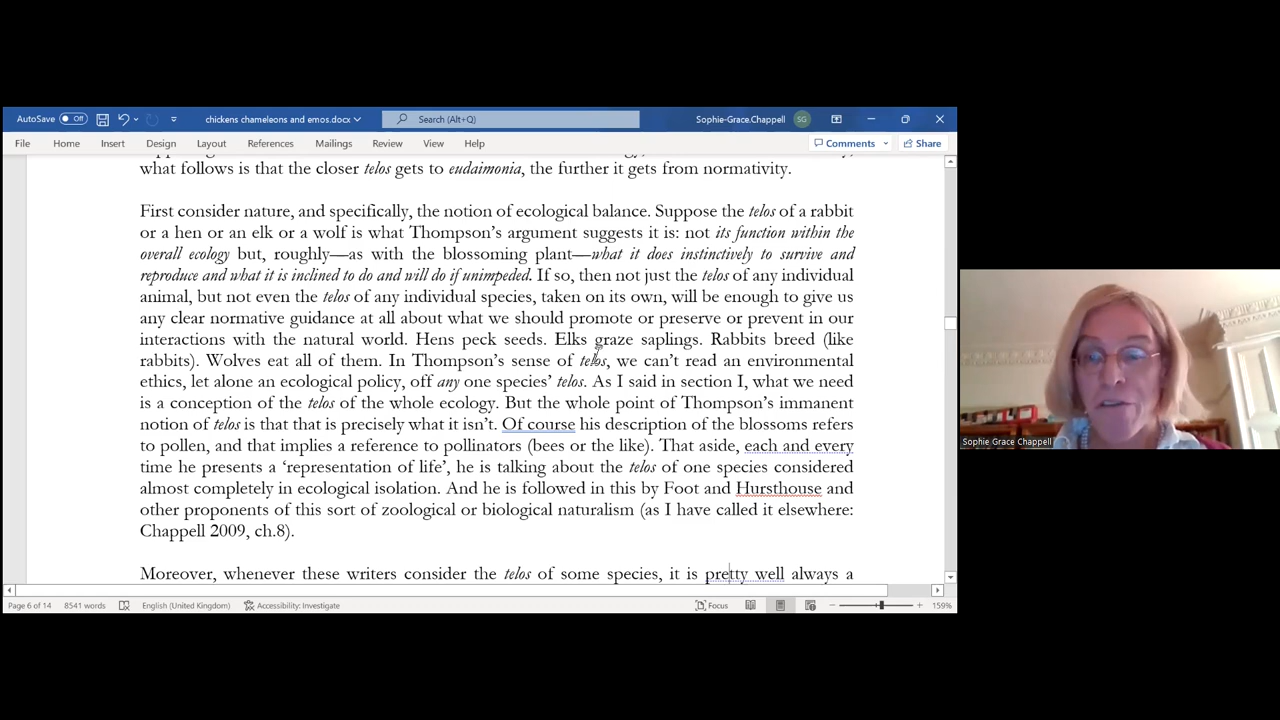 AutoSave Off chickens chameleons and emos.docx Search (Alt+Q) Sophie-Grace.Chappell SG
File Home Insert Draw Design Layout References Mailings Review View Help Comments Share
what follows is that the closer telos gets to eudaimonia, the further it gets from normativity.
First consider nature, and specifically, the notion of ecological balance. Suppose the telos of a rabbit
or a hen or an elk or a wolf is what Thompson’s argument suggests it is: not its function within the
overall ecology but, roughly—as with the blossoming plant—what it does instinctively to survive and
reproduce and what it is inclined to do and will do if unimpeded. If so, then not just the telos of any individual
animal, but not even the telos of any individual species, taken on its own, will be enough to give us
any clear normative guidance at all about what we should promote or preserve or prevent in our
interactions with the natural world. Hens peck seeds. Elks graze saplings. Rabbits breed (like
rabbits). Wolves eat all of them. In Thompson’s sense of telos, we can’t read an environmental
ethics, let alone an ecological policy, off any one species’ telos. As I said in section I, what we need
is a conception of the telos of the whole ecology. But the whole point of Thompson’s immanent
notion of telos is that that is precisely what it isn’t. Of course his description of the blossoms refers
to pollen, and that implies a reference to pollinators (bees or the like). That aside, each and every
time he presents a ‘representation of life’, he is talking about the telos of one species considered
almost completely in ecological isolation. And he is followed in this by Foot and Hursthouse and
other proponents of this sort of zoological or biological naturalism (as I have called it elsewhere:
Chappell 2009, ch.8).
Moreover, whenever these writers consider the telos of some species, it is pretty well always a
Page 6 of 14 8541 words English (United Kingdom) Accessibility: Investigate Focus 159%
Sophie Grace Chappell